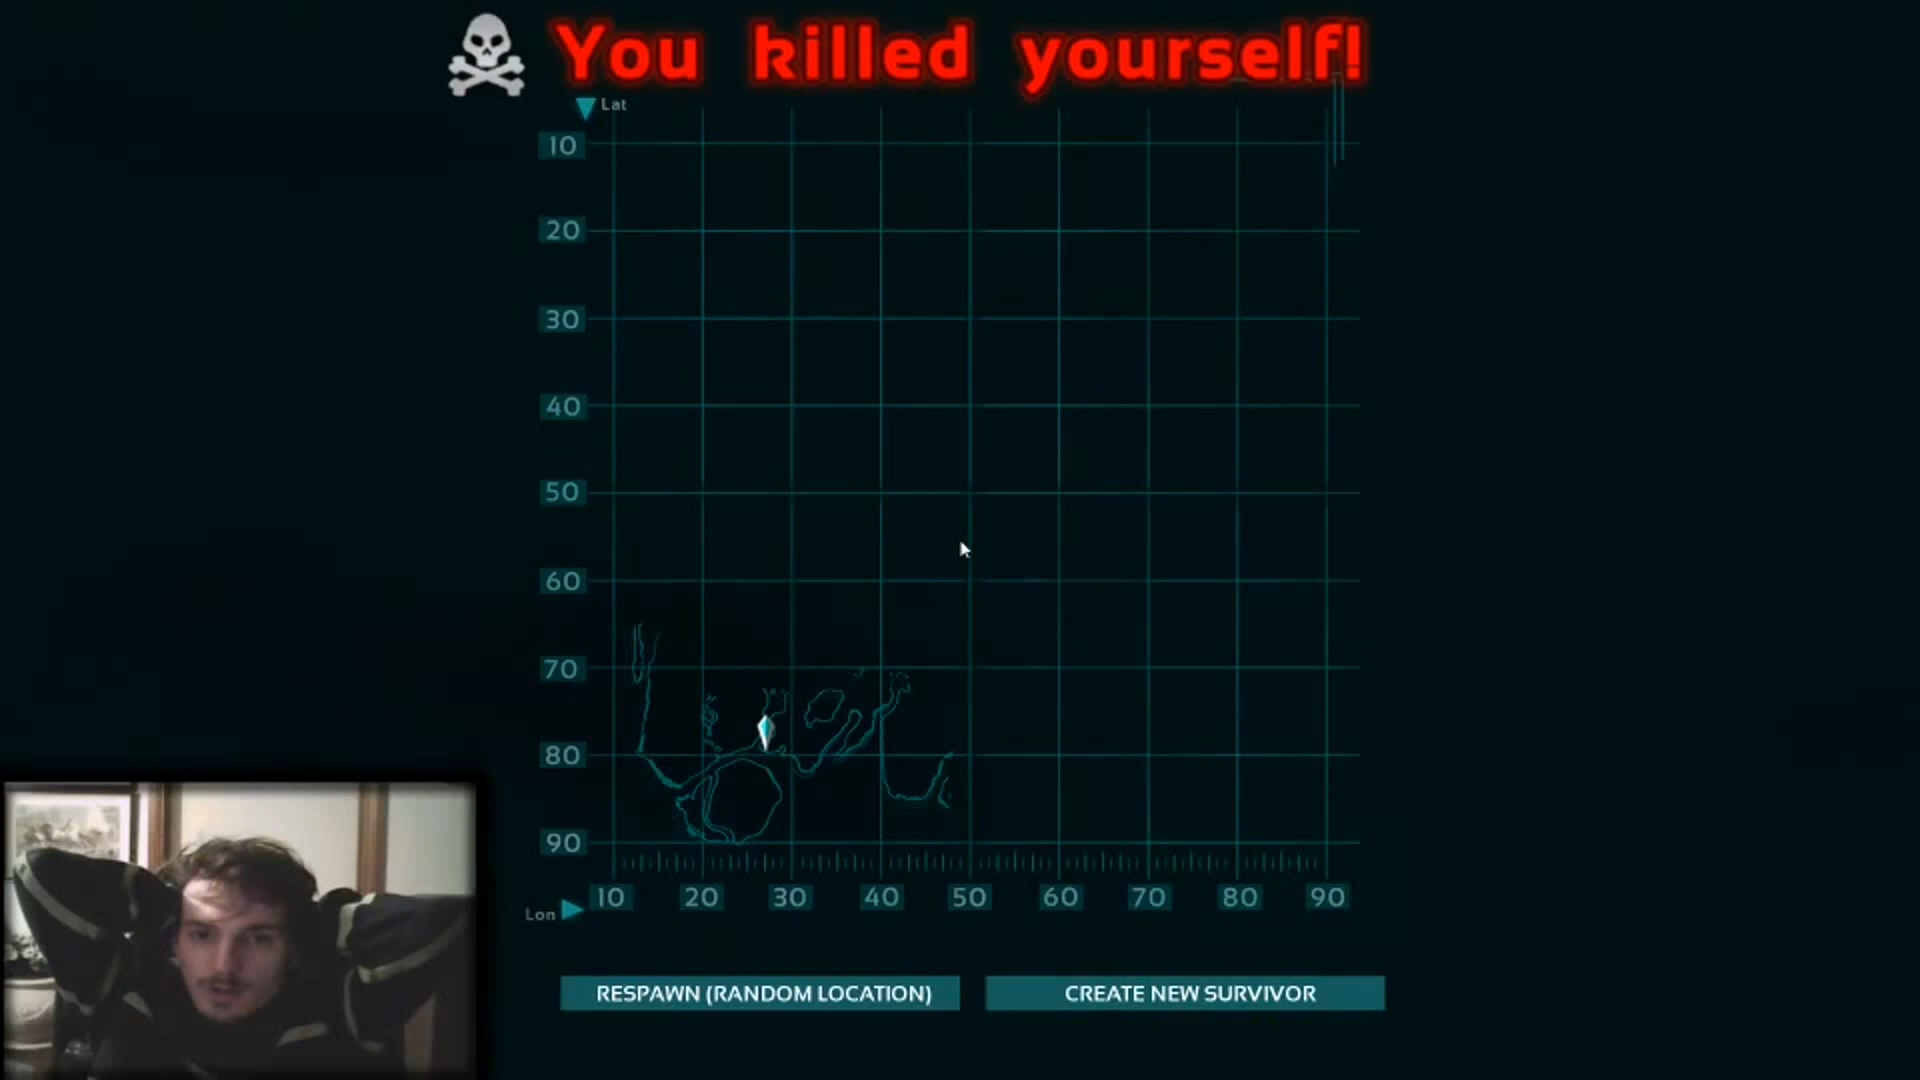 You killed yourself!
Lat
10
20
30
40
50
60
70
80
90
10 20 30 40 50 60 70 80 90
Lon
RESPAWN (RANDOM LOCATION) CREATE NEW SURVIVOR